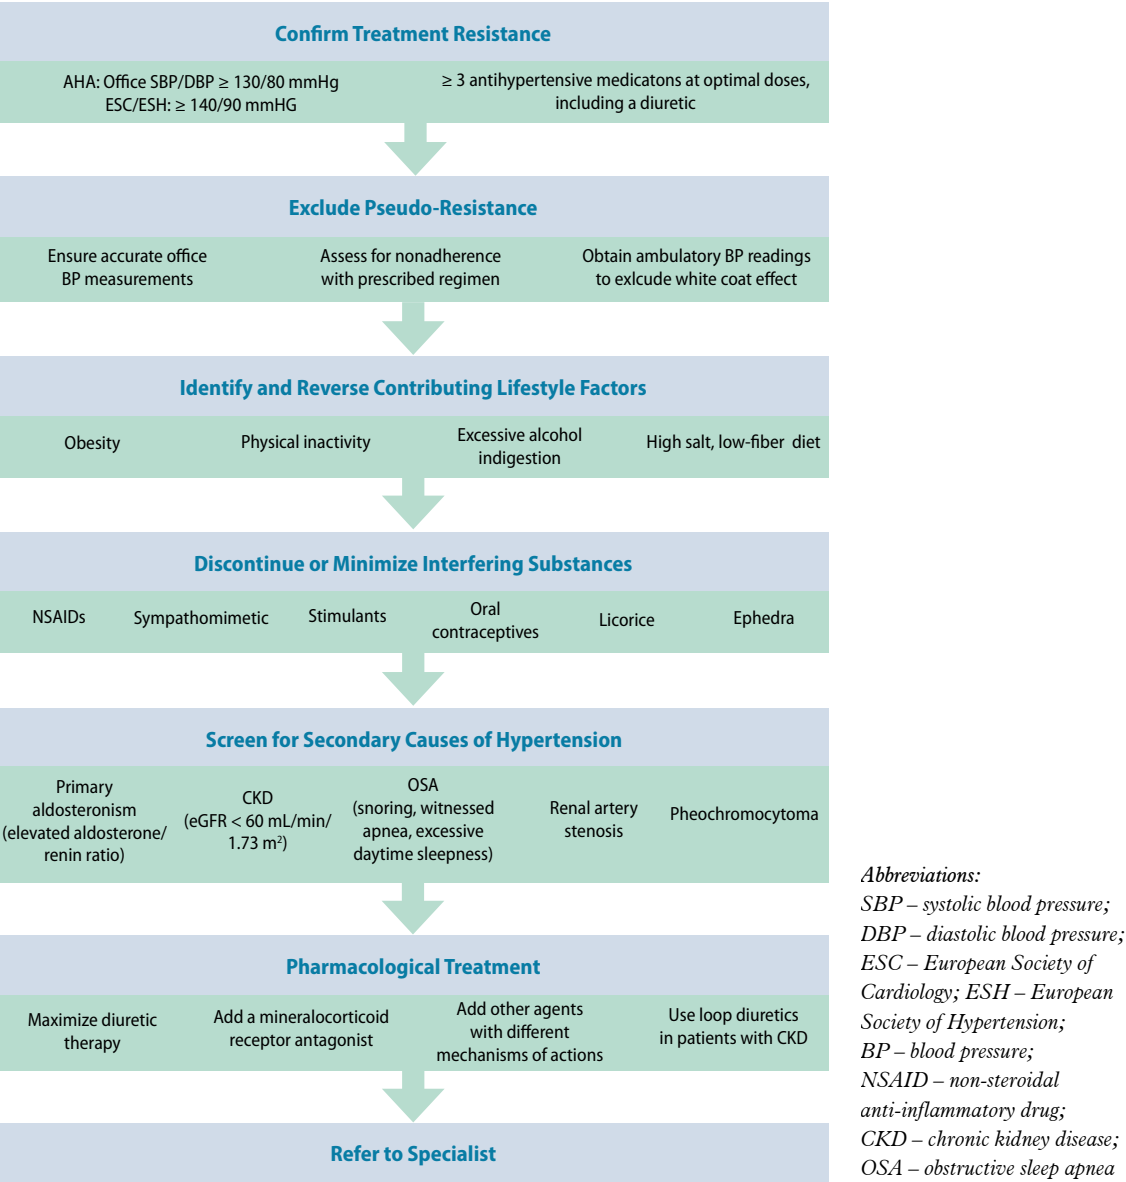 Confirm Treatment Resistance
AHA: Office SBP/DBP ≥ 130/80 mmHg
ESC/ESH: ≥ 140/90 mmHG
≥ 3 antihypertensive medicatons at optimal doses,
including a diuretic
Exclude Pseudo-Resistance
Ensure accurate office
BP measurements
Assess for nonadherence
with prescribed regimen
Obtain ambulatory BP readings
to exlcude white coat effect
Identify and Reverse Contributing Lifestyle Factors
Obesity
Physical inactivity
Excessive alcohol
indigestion
High salt, low-fiber diet
Discontinue or Minimize Interfering Substances
NSAIDs
Sympathomimetic
Stimulants
Oral
contraceptives
Licorice
Ephedra
Screen for Secondary Causes of Hypertension
Primary
aldosteronism
(elevated aldosterone/
renin ratio)
CKD
(eGFR < 60 mL/min/
1.73 m²)
OSA
(snoring, witnessed
apnea, excessive
daytime sleepness)
Renal artery
stenosis
Pheochromocytoma
Pharmacological Treatment
Maximize diuretic
therapy
Add a mineralocorticoid
receptor antagonist
Add other agents
with different
mechanisms of actions
Use loop diuretics
in patients with CKD
Refer to Specialist
Abbreviations:
SBP – systolic blood pressure;
DBP – diastolic blood pressure;
ESC – European Society of
Cardiology; ESH – European
Society of Hypertension;
BP – blood pressure;
NSAID – non-steroidal
anti-inflammatory drug;
CKD – chronic kidney disease;
OSA – obstructive sleep apnea